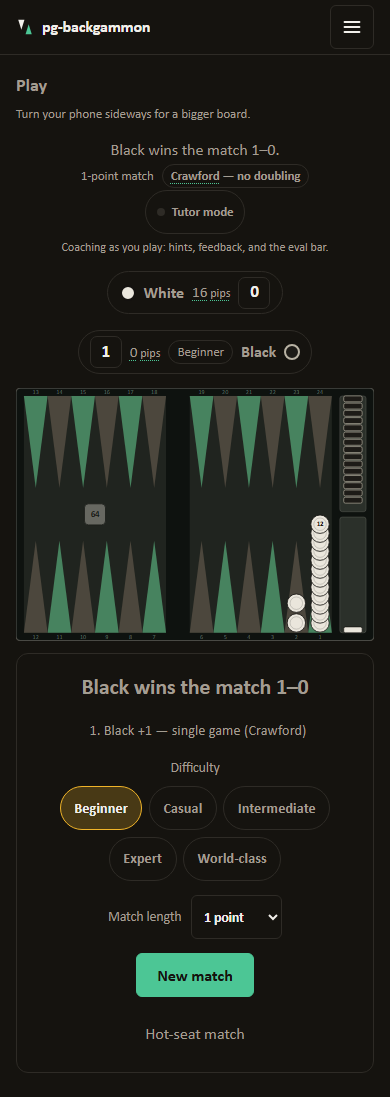 pg-backgammon
Play
Turn your phone sideways for a bigger board.
Black wins the match 1–0.
1-point match Crawford — no doubling
Tutor mode
Coaching as you play: hints, feedback, and the eval bar.
White 16 pips 0
1 0 pips Beginner Black
13 14 15 16 17 18 19 20 21 22 23 24
64
12
12 11 10 9 8 7 6 5 4 3 2 1
Black wins the match 1–0
1. Black +1 — single game (Crawford)
Difficulty
Beginner Casual Intermediate
Expert World-class
Match length 1 point
New match
Hot-seat match